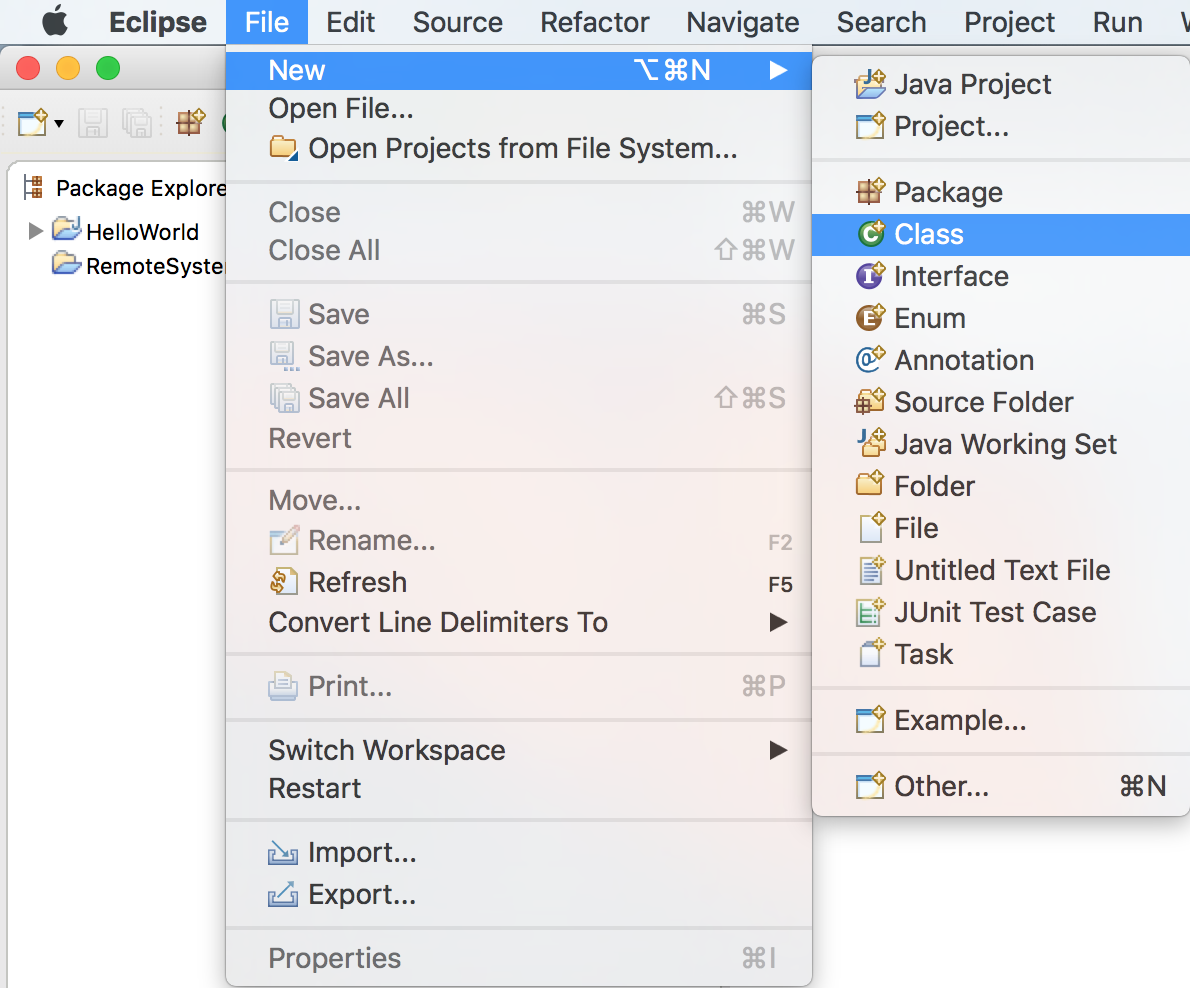 Eclipse File Edit Source Refactor Navigate Search Project Run
New ⌥⌘N
Open File...
Open Projects from File System...
Close ⌘W
Close All ⇧⌘W
Save ⌘S
Save As...
Save All ⇧⌘S
Revert
Move...
Rename... F2
Refresh F5
Convert Line Delimiters To
Print... ⌘P
Switch Workspace
Restart
Import...
Export...
Properties ⌘I
Java Project
Project...
Package
Class
Interface
Enum
Annotation
Source Folder
Java Working Set
Folder
File
Untitled Text File
JUnit Test Case
Task
Example...
Other... ⌘N
Package Explore
HelloWorld
RemoteSyste